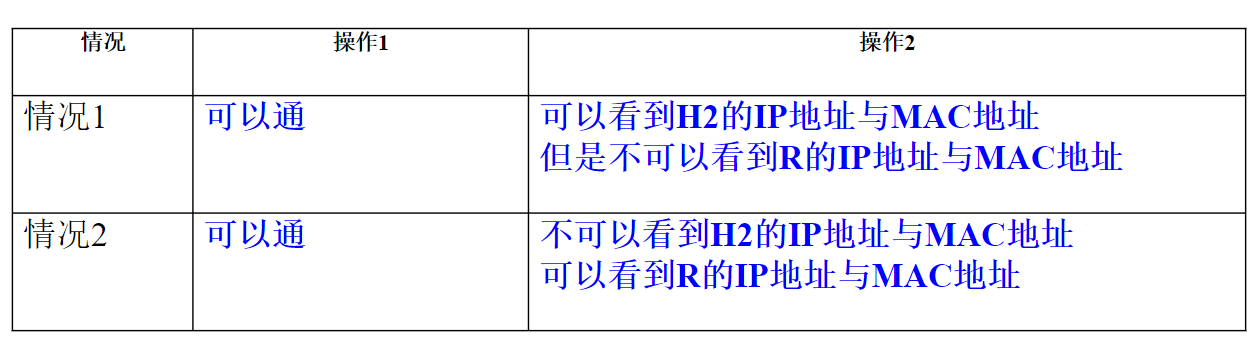 情况 操作1 操作2
情况1 可以通 可以看到H2的IP地址与MAC地址
但是不可以看到R的IP地址与MAC地址
情况2 可以通 不可以看到H2的IP地址与MAC地址
可以看到R的IP地址与MAC地址